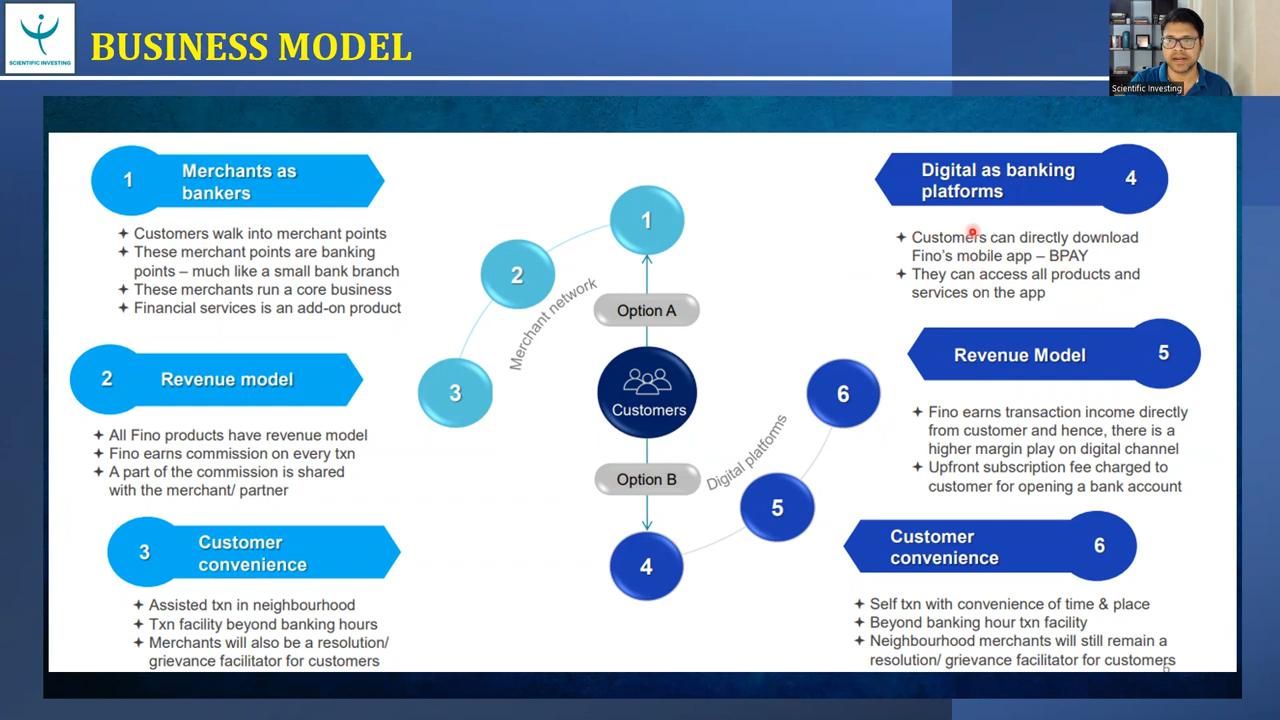 SCIENTIFIC INVESTING
BUSINESS MODEL
Scientific Investing
1
Merchants as
bankers
Customers walk into merchant points
These merchant points are banking
points – much like a small bank branch
These merchants run a core business
Financial services is an add-on product
2
Revenue model
All Fino products have revenue model
Fino earns commission on every txn
A part of the commission is shared
with the merchant/ partner
3
Customer
convenience
Assisted txn in neighbourhood
Txn facility beyond banking hours
Merchants will also be a resolution/
grievance facilitator for customers
1
2
3
Merchant network
Option A
Customers
Option B
Digital platforms
4
5
6
Digital as banking
platforms
4
Customers can directly download
Fino's mobile app – BPAY
They can access all products and
services on the app
Revenue Model
5
Fino earns transaction income directly
from customer and hence, there is a
higher margin play on digital channel
Upfront subscription fee charged to
customer for opening a bank account
Customer
convenience
6
Self txn with convenience of time & place
Beyond banking hour txn facility
Neighbourhood merchants will still remain a
resolution/ grievance facilitator for customers
6